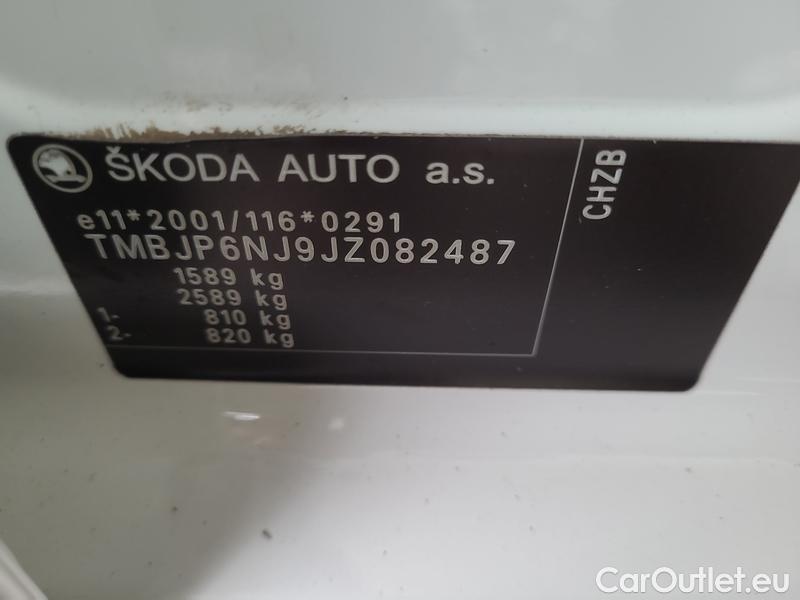 ŠKODA AUTO a.s.
e11*2001/116*0291
TMBJP6NJ9JZ082487
1589 kg
2589 kg
1- 810 kg
2- 820 kg
CHZB
CarOutlet.eu